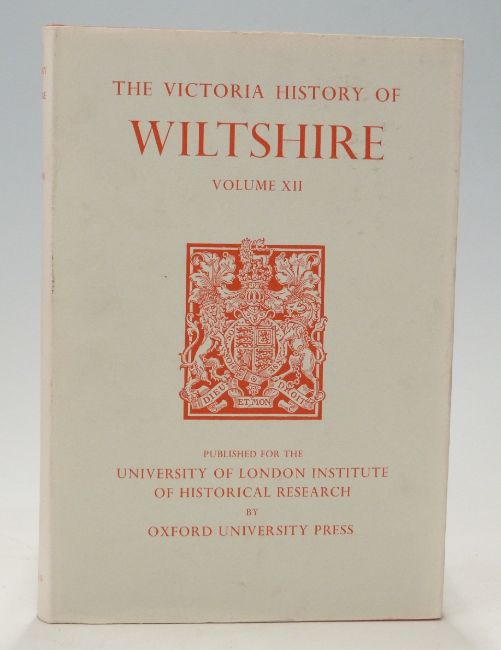 THE VICTORIA HISTORY OF
WILTSHIRE
VOLUME XII
DIEU
ET MON
DROIT
PUBLISHED FOR THE
UNIVERSITY OF LONDON INSTITUTE
OF HISTORICAL RESEARCH
BY
OXFORD UNIVERSITY PRESS